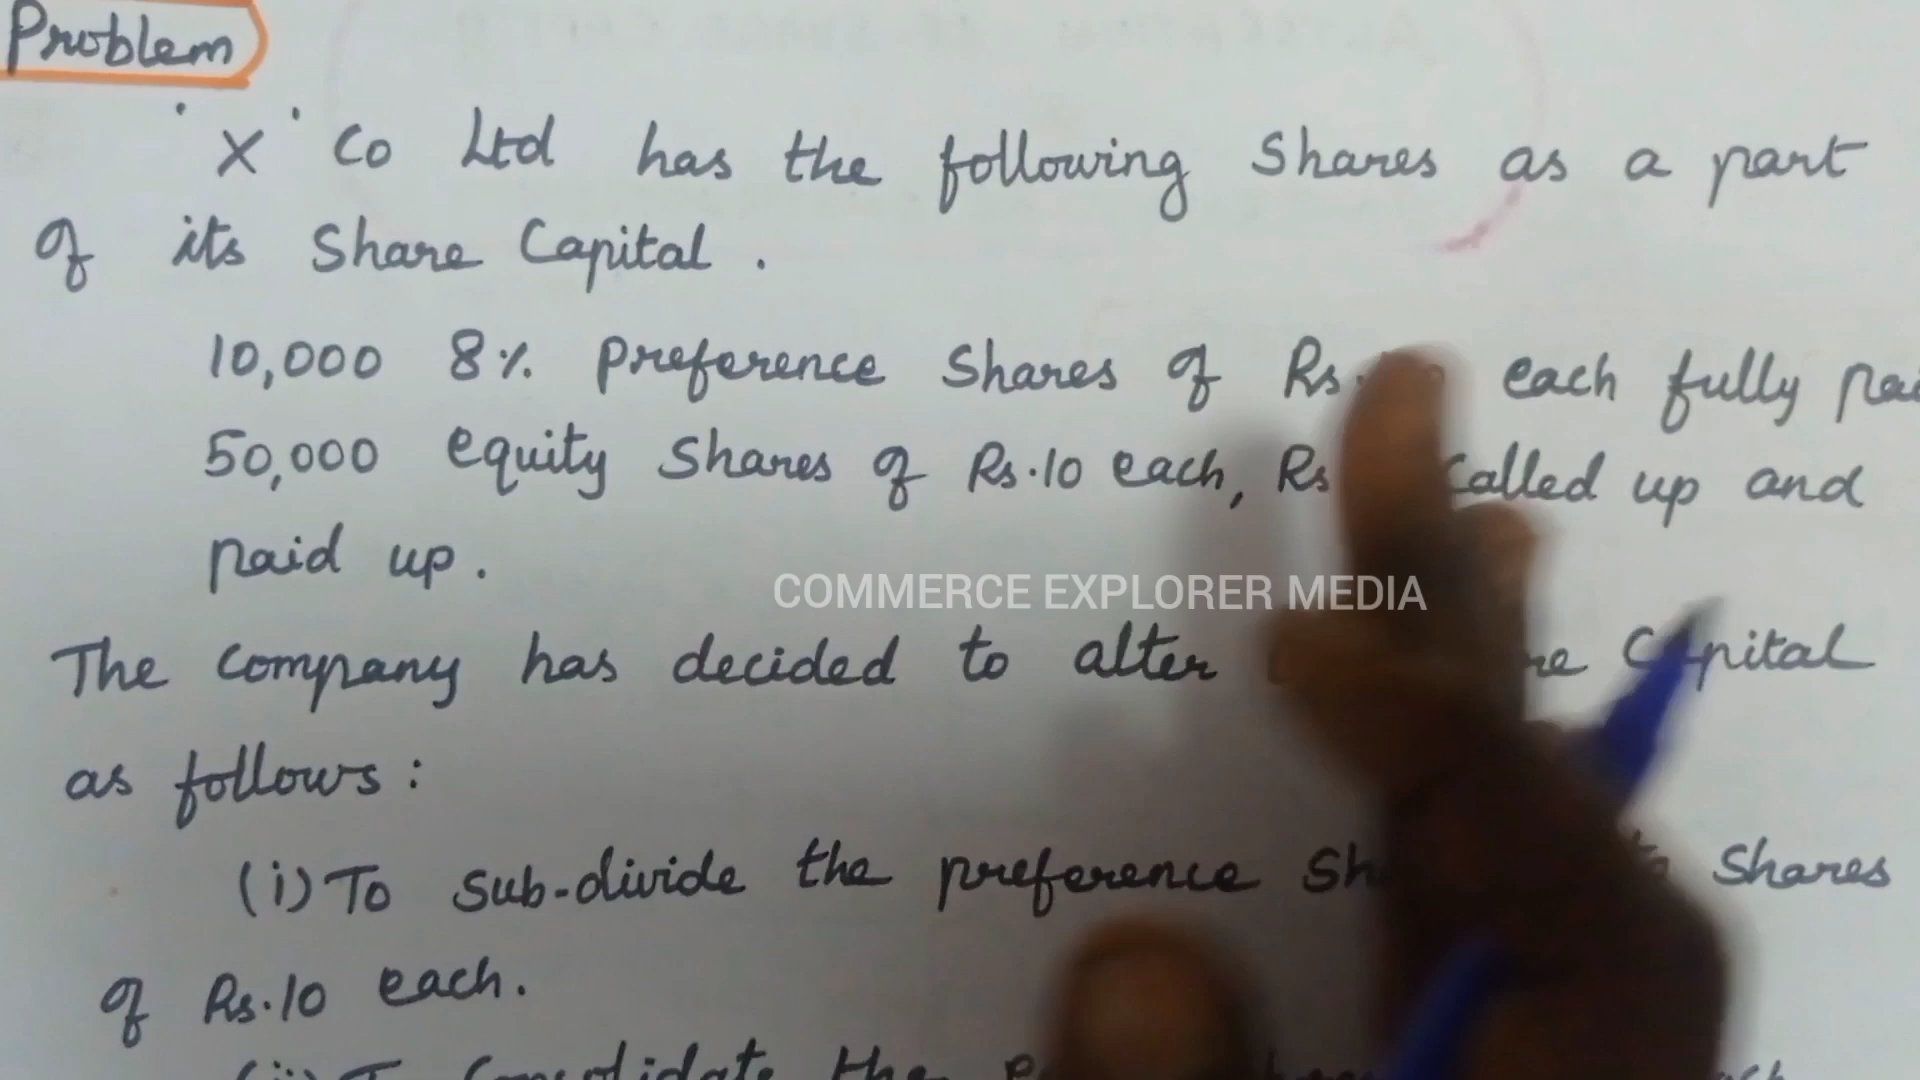 Problem
'X' Co Ltd has the following Shares as a part
of its Share Capital.
10,000 8% Preference Shares of Rs. each fully
50,000 equity Shares of Rs.10 each, Rs called up and
paid up.
COMMERCE EXPLORER MEDIA
The Company has decided to alter Capital
as follows:
(i) To Sub-divide the preference Shares
of Rs.10 each.
Consolidate the